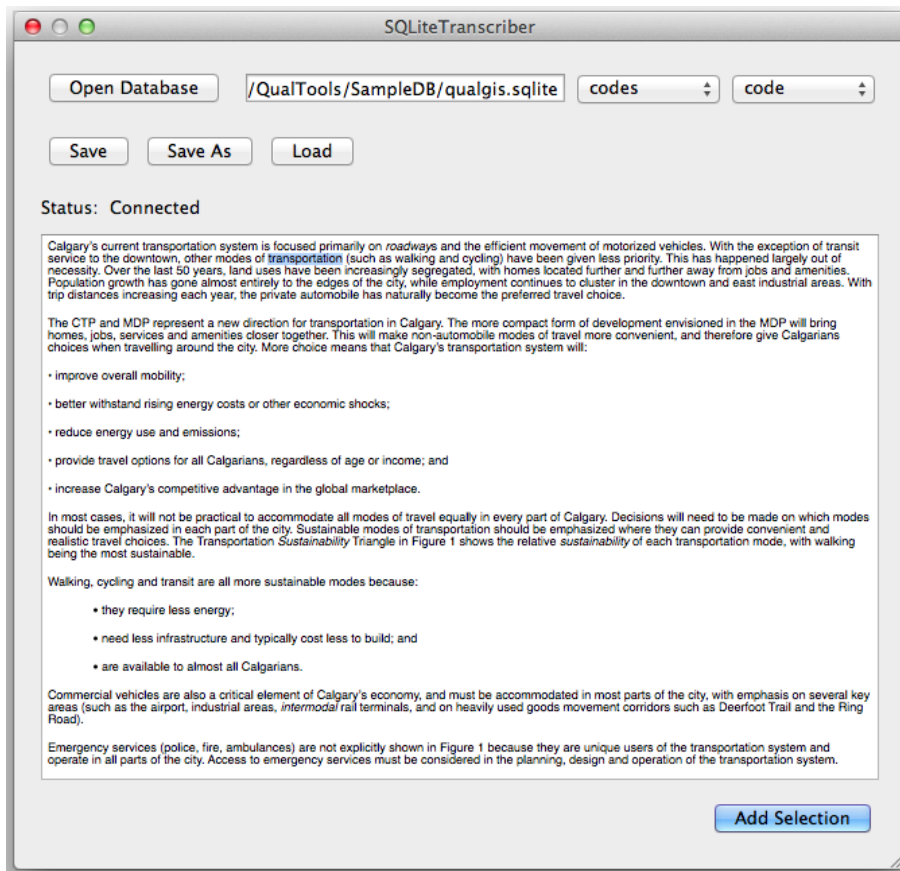 SQLiteTranscriber
Open Database /QualTools/SampleDB/qualgis.sqlite codes code
Save Save As Load
Status: Connected
Calgary's current transportation system is focused primarily on roadways and the efficient movement of motorized vehicles. With the exception of transit
service to the downtown, other modes of transportation (such as walking and cycling) have been given less priority. This has happened largely out of
necessity. Over the last 50 years, land uses have been increasingly segregated, with homes located further and further away from jobs and amenities.
Population growth has gone almost entirely to the edges of the city, while employment continues to cluster in the downtown and east industrial areas. With
trip distances increasing each year, the private automobile has naturally become the preferred travel choice.
The CTP and MDP represent a new direction for transportation in Calgary. The more compact form of development envisioned in the MDP will bring
homes, jobs, services and amenities closer together. This will make non-automobile modes of travel more convenient, and therefore give Calgarians
choices when travelling around the city. More choice means that Calgary's transportation system will:
• improve overall mobility;
• better withstand rising energy costs or other economic shocks;
• reduce energy use and emissions;
• provide travel options for all Calgarians, regardless of age or income; and
• increase Calgary's competitive advantage in the global marketplace.
In most cases, it will not be practical to accommodate all modes of travel equally in every part of Calgary. Decisions will need to be made on which modes
should be emphasized in each part of the city. Sustainable modes of transportation should be emphasized where they can provide convenient and
realistic travel choices. The Transportation Sustainability Triangle in Figure 1 shows the relative sustainability of each transportation mode, with walking
being the most sustainable.
Walking, cycling and transit are all more sustainable modes because:
• they require less energy;
• need less infrastructure and typically cost less to build; and
• are available to almost all Calgarians.
Commercial vehicles are also a critical element of Calgary's economy, and must be accommodated in most parts of the city, with emphasis on several key
areas (such as the airport, industrial areas, intermodal rail terminals, and on heavily used goods movement corridors such as Deerfoot Trail and the Ring
Road).
Emergency services (police, fire, ambulances) are not explicitly shown in Figure 1 because they are unique users of the transportation system and
operate in all parts of the city. Access to emergency services must be considered in the planning, design and operation of the transportation system.
Add Selection